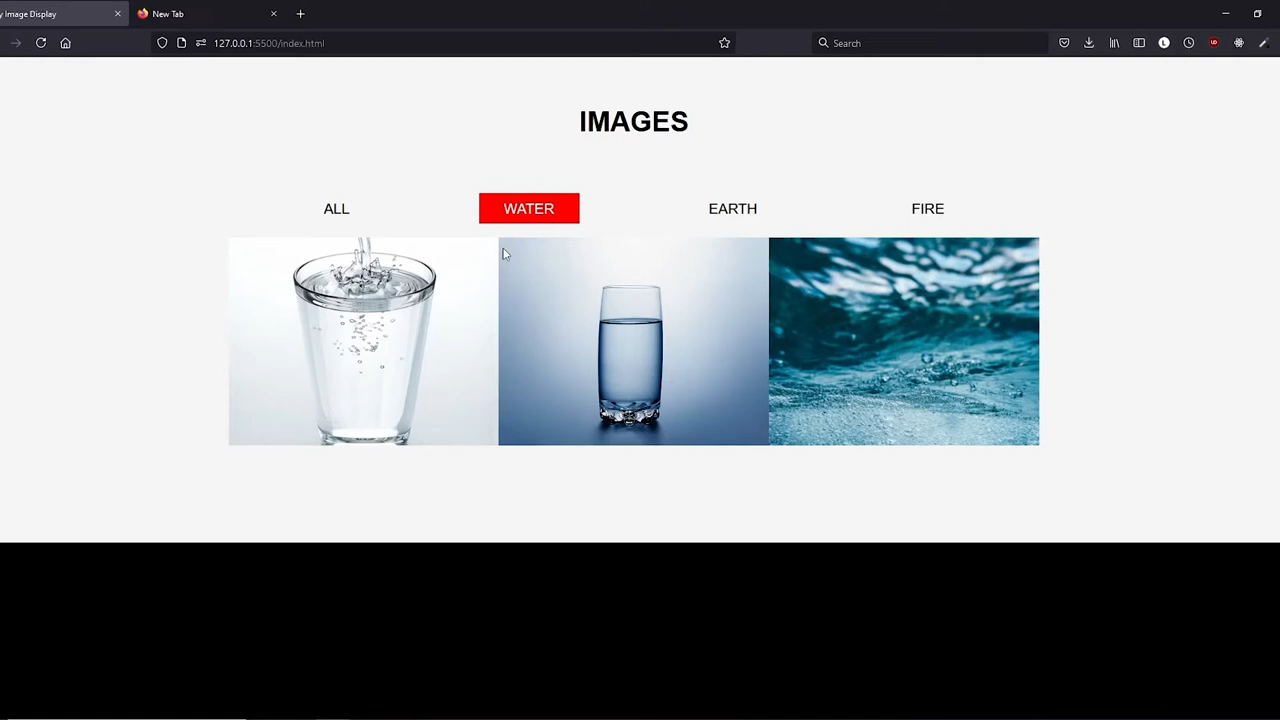 y Image Display
New Tab
127.0.0.1:5500/index.html
Search
L
IMAGES
ALL
WATER
EARTH
FIRE